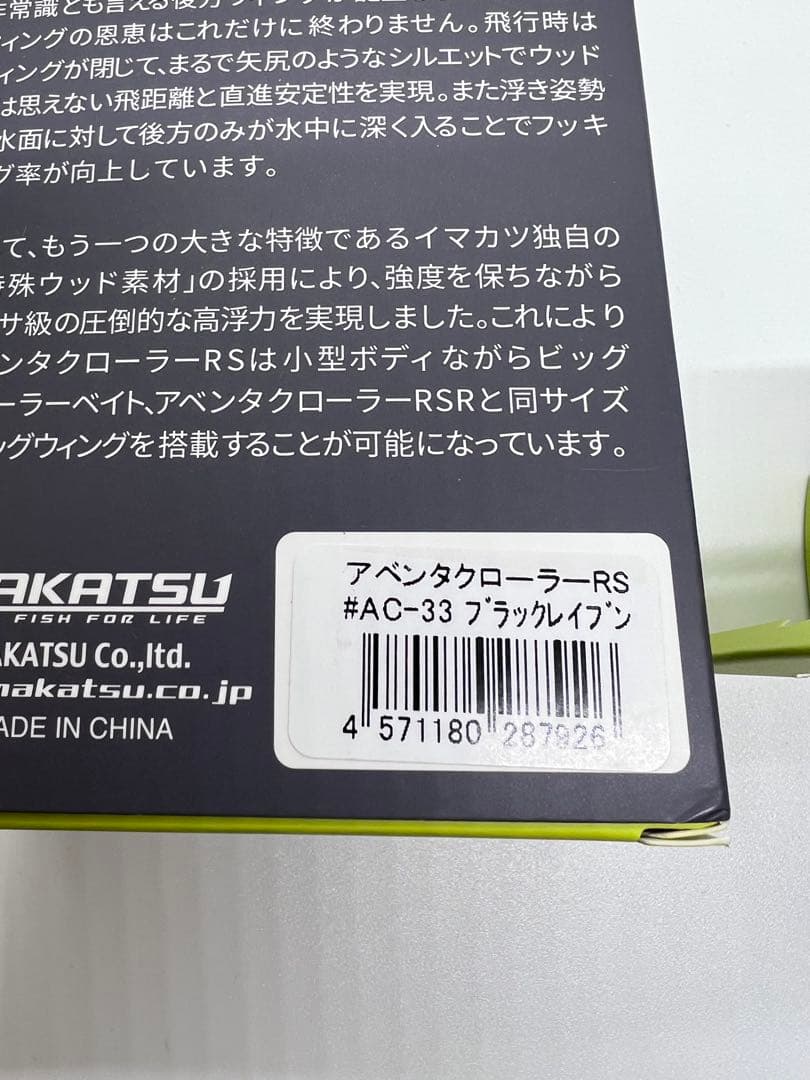 非常識とも言える後方ウィング
ィングの恩恵はこれだけに終わりません。飛行時は
ィングが閉じて、まるで矢尻のようなシルエットでウッド
は思えない飛距離と直進安定性を実現。また浮き姿勢
水面に対して後方のみが水中に深く入ることでフッキ
グ率が向上しています。
て、もう一つの大きな特徴であるイマカツ独自の
特殊ウッド素材」の採用により、強度を保ちながら
サ級の圧倒的な高浮力を実現しました。これにより
ンタクローラーRSは小型ボディながらビッグ
ーラーベイト、アベンタクローラーRSRと同サイズ
ッグウィングを搭載することが可能になっています。
AKATSU
FISH FOR LIFE
AKATSU Co.,ltd.
makatsu.co.jp
ADE IN CHINA
アベンタクローラーRS
#AC-33 ブラックレイブン
4 571180 287926